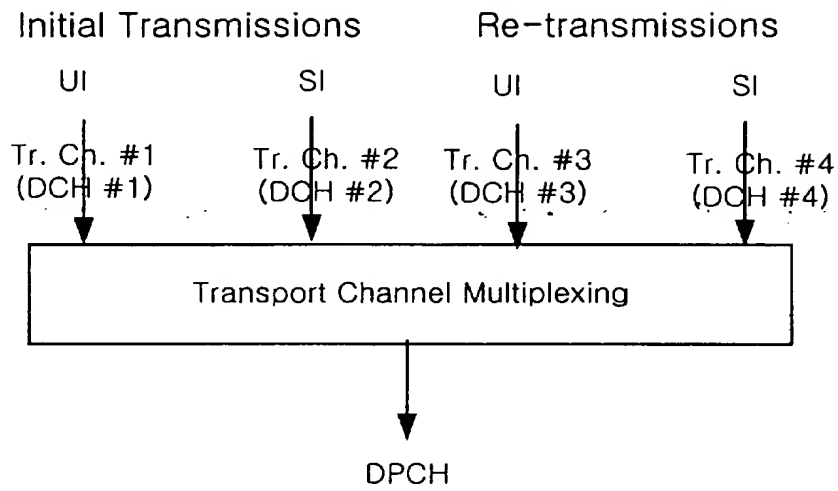 Initial Transmissions Re-transmissions
UI SI UI SI
Tr. Ch. #1 Tr. Ch. #2 Tr. Ch. #3 Tr. Ch. #4
(DCH #1) (DCH #2) (DCH #3) (DCH #4)
Transport Channel Multiplexing
DPCH